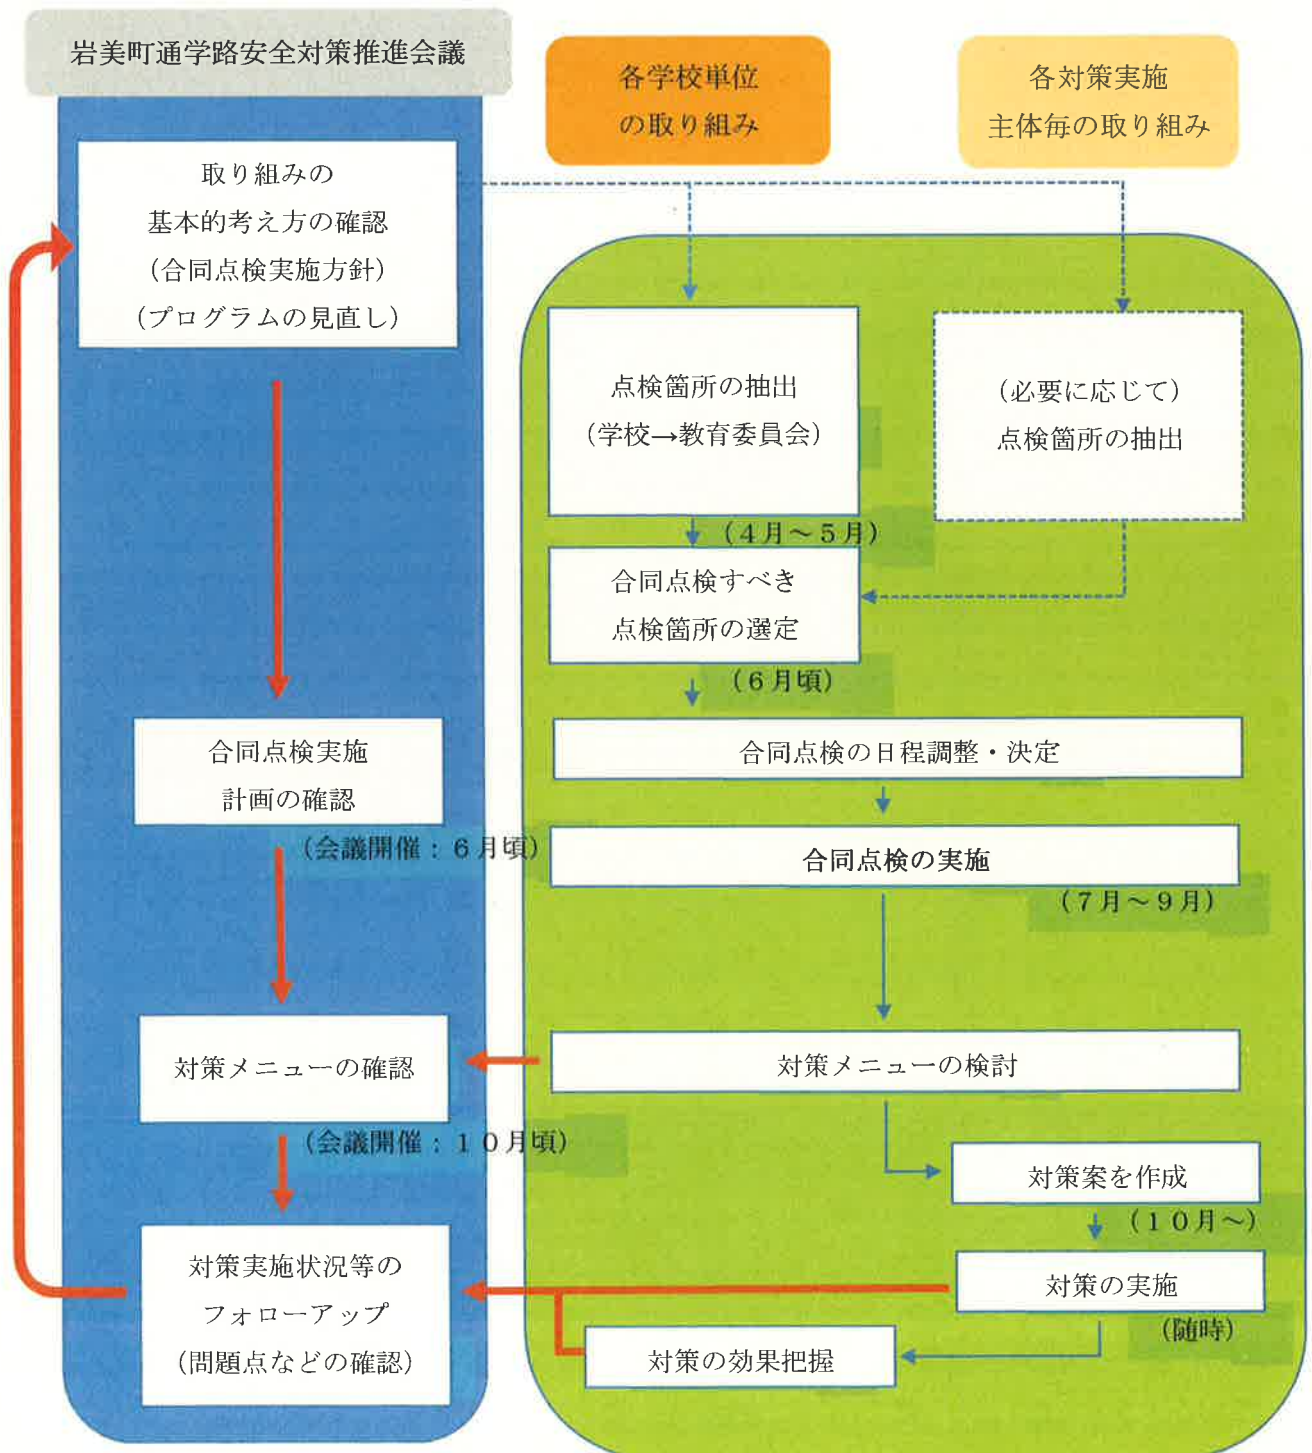 岩美町通学路安全対策推進会議
各学校単位
の取り組み
各対策実施
主体毎の取り組み
取り組みの
基本的考え方の確認
(合同点検実施方針)
(プログラムの見直し)
点検箇所の抽出
(学校→教育委員会)
(必要に応じて)
点検箇所の抽出
(4月～5月)
合同点検すべき
点検箇所の選定
(6月頃)
合同点検実施
計画の確認
(会議開催：6月頃)
合同点検の日程調整・決定
合同点検の実施
(7月～9月)
対策メニューの確認
(会議開催：10月頃)
対策メニューの検討
対策案を作成
(10月～)
対策の実施
(随時)
対策実施状況等の
フォローアップ
(問題点などの確認)
対策の効果把握